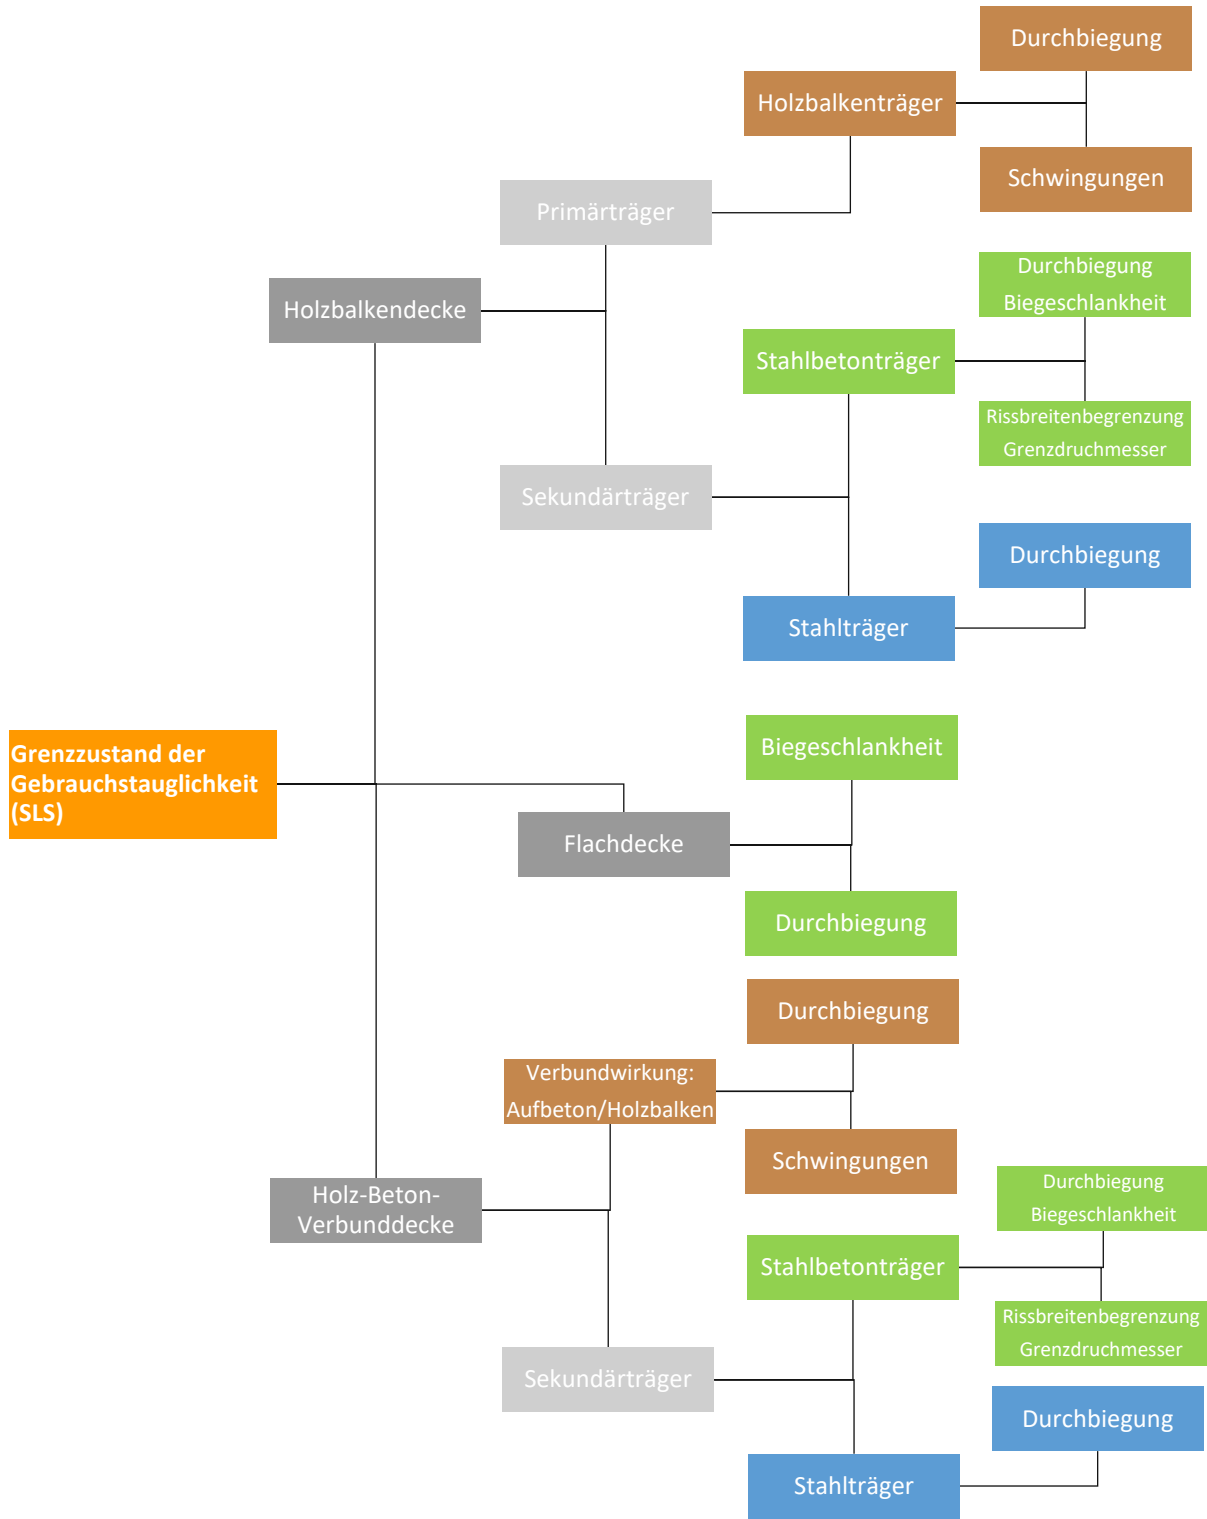 Durchbiegung
Holzbalkenträger
Schwingungen
Primärträger
Durchbiegung
Biegeschlankheit
Holzbalkendecke
Stahlbetonträger
Rissbreitenbegrenzung
Grenzdruchmesser
Sekundärträger
Durchbiegung
Stahlträger
Grenzzustand der
Gebrauchstauglichkeit
(SLS)
Biegeschlankheit
Flachdecke
Durchbiegung
Durchbiegung
Verbundwirkung:
Aufbeton/Holzbalken
Schwingungen
Holz-Beton-
Verbunddecke
Durchbiegung
Biegeschlankheit
Stahlbetonträger
Rissbreitenbegrenzung
Grenzdruchmesser
Sekundärträger
Durchbiegung
Stahlträger